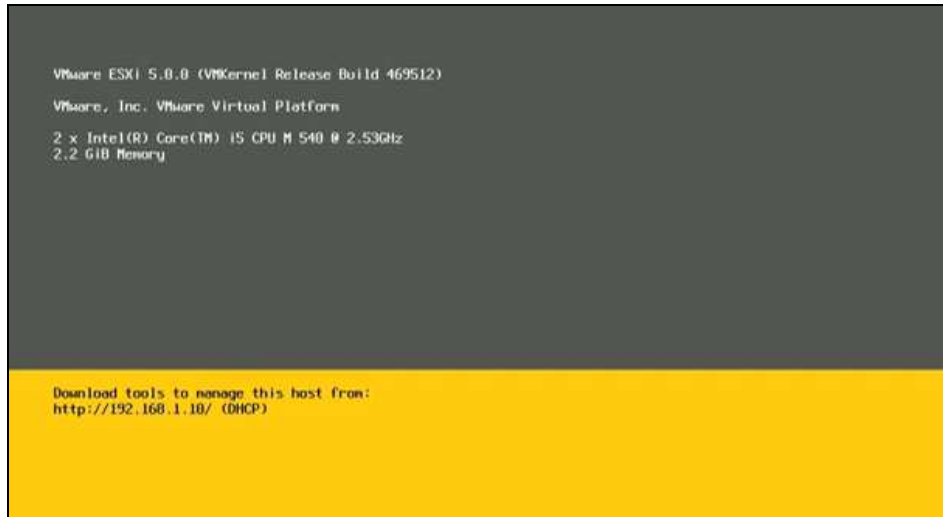 VMware ESXi 5.0.0 (VMKernel Release Build 469512)
VMware, Inc. VMware Virtual Platform
2 x Intel(R) Core(TM) i5 CPU M 540 @ 2.53GHz
2.2 GiB Memory
Download tools to manage this host from:
http://192.168.1.10/ (DHCP)